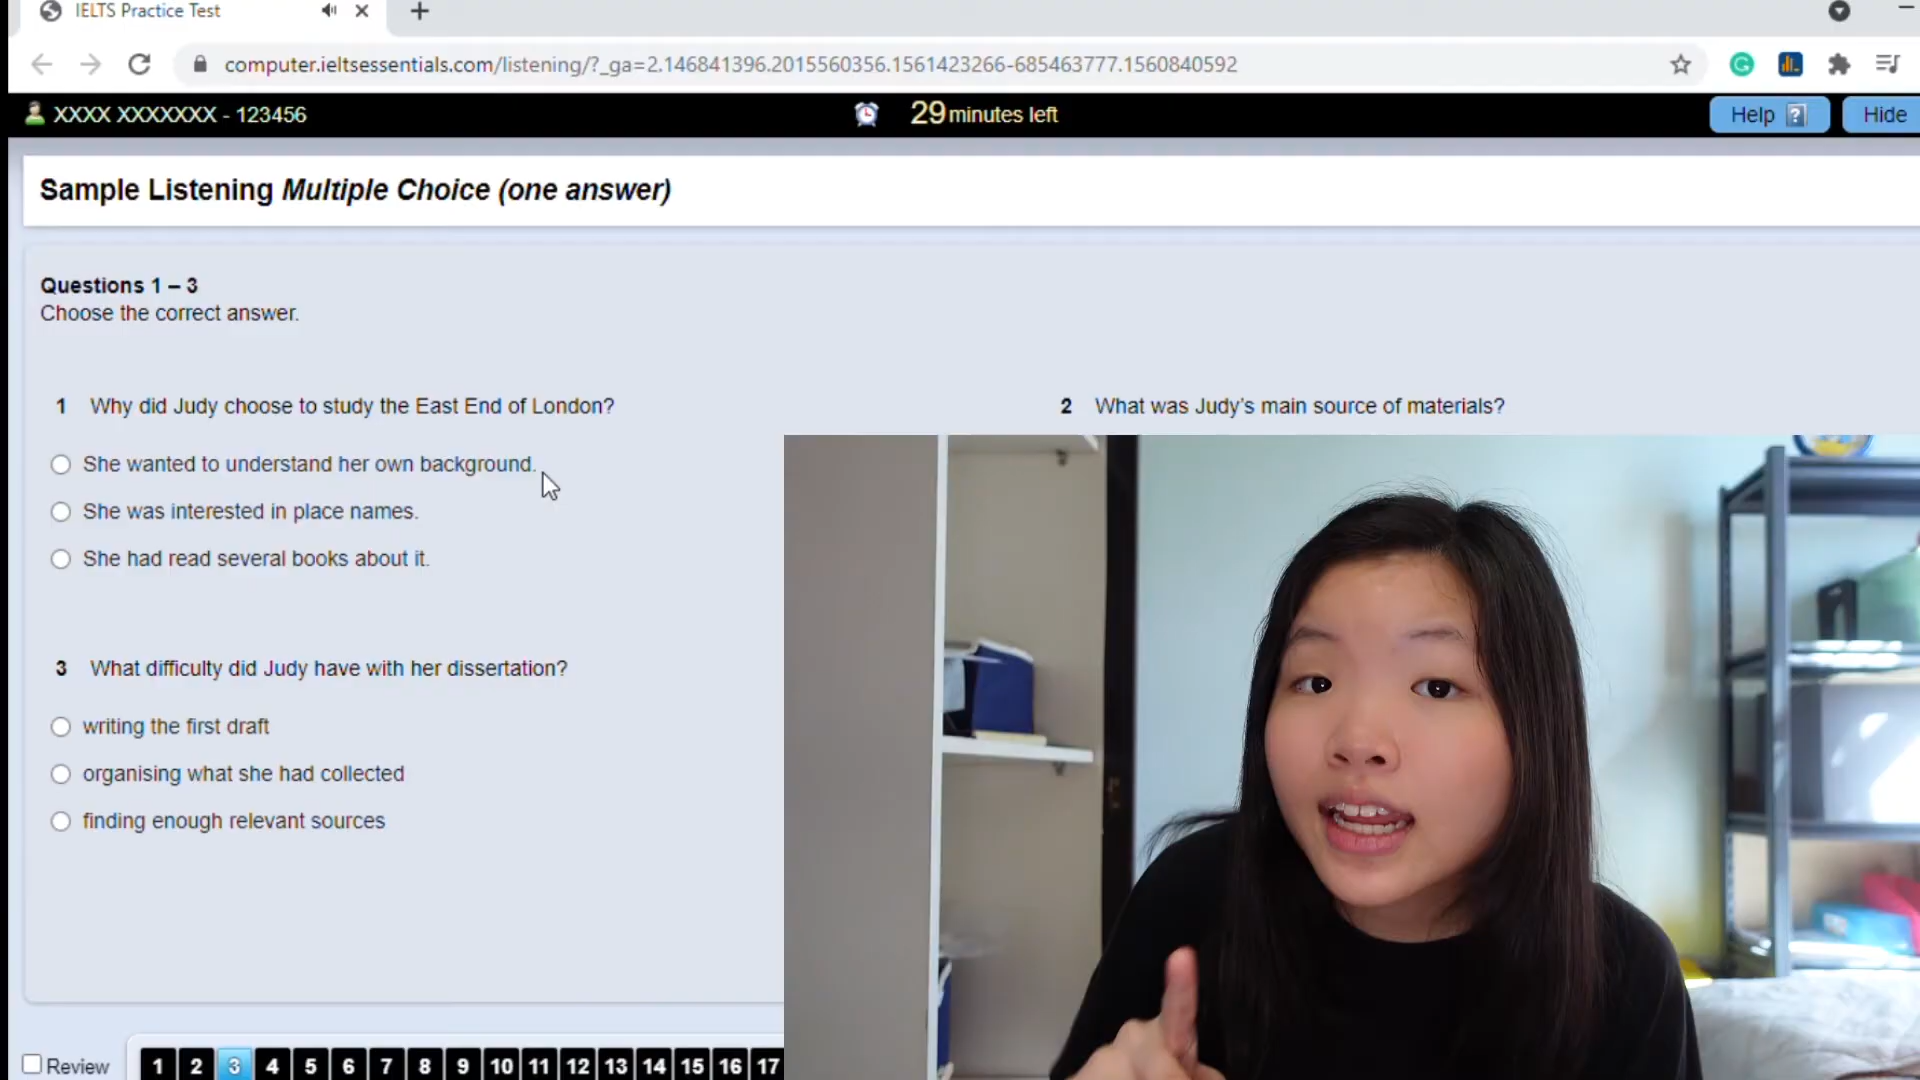 IELTS Practice Test
computer.ieltsessentials.com/listening/?_ga=2.146841396.2015560356.1561423266-685463777.1560840592
XXXX XXXXXXX - 123456
29 minutes left
Help ?
Hide
Sample Listening Multiple Choice (one answer)
Questions 1 – 3
Choose the correct answer.
1 Why did Judy choose to study the East End of London?
She wanted to understand her own background.
She was interested in place names.
She had read several books about it.
2 What was Judy's main source of materials?
3 What difficulty did Judy have with her dissertation?
writing the first draft
organising what she had collected
finding enough relevant sources
Review
1 2 3 4 5 6 7 8 9 10 11 12 13 14 15 16 17